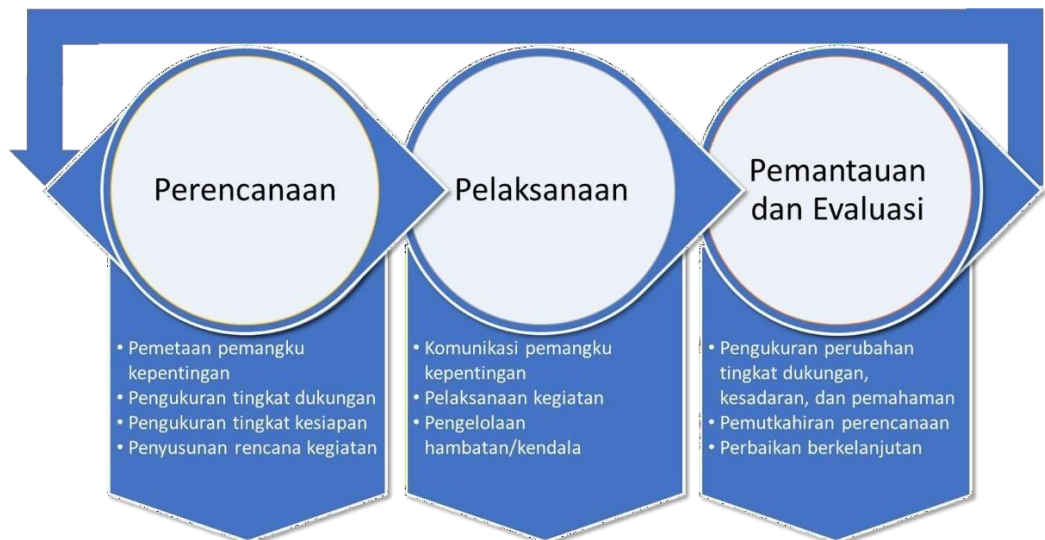 Perencanaan
Pelaksanaan
Pemantauan
dan Evaluasi
• Pemetaan pemangku
kepentingan
• Pengukuran tingkat dukungan
• Pengukuran tingkat kesiapan
• Penyusunan rencana kegiatan
• Komunikasi pemangku
kepentingan
• Pelaksanaan kegiatan
• Pengelolaan
hambatan/kendala
• Pengukuran perubahan
tingkat dukungan,
kesadaran, dan pemahaman
• Pemutkahiran perencanaan
• Perbaikan berkelanjutan